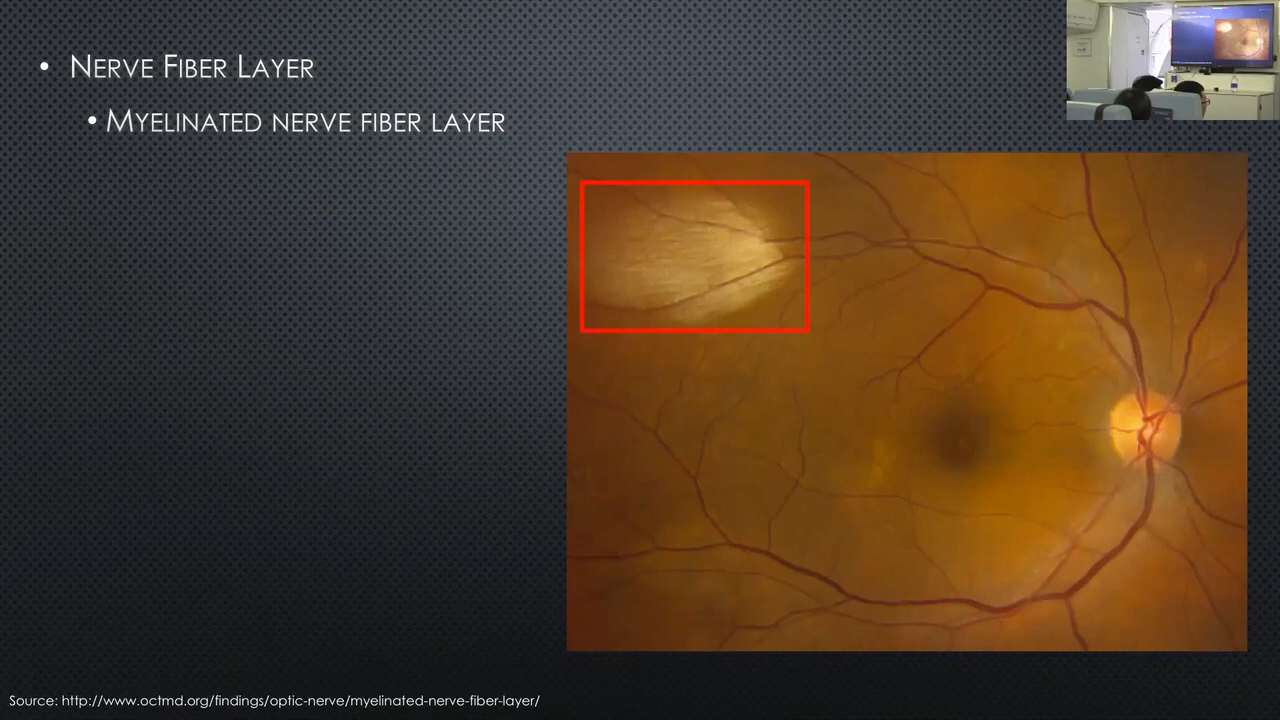 • Nerve Fiber Layer
• Myelinated nerve fiber layer
Source: http://www.octmd.org/findings/optic-nerve/myelinated-nerve-fiber-layer/